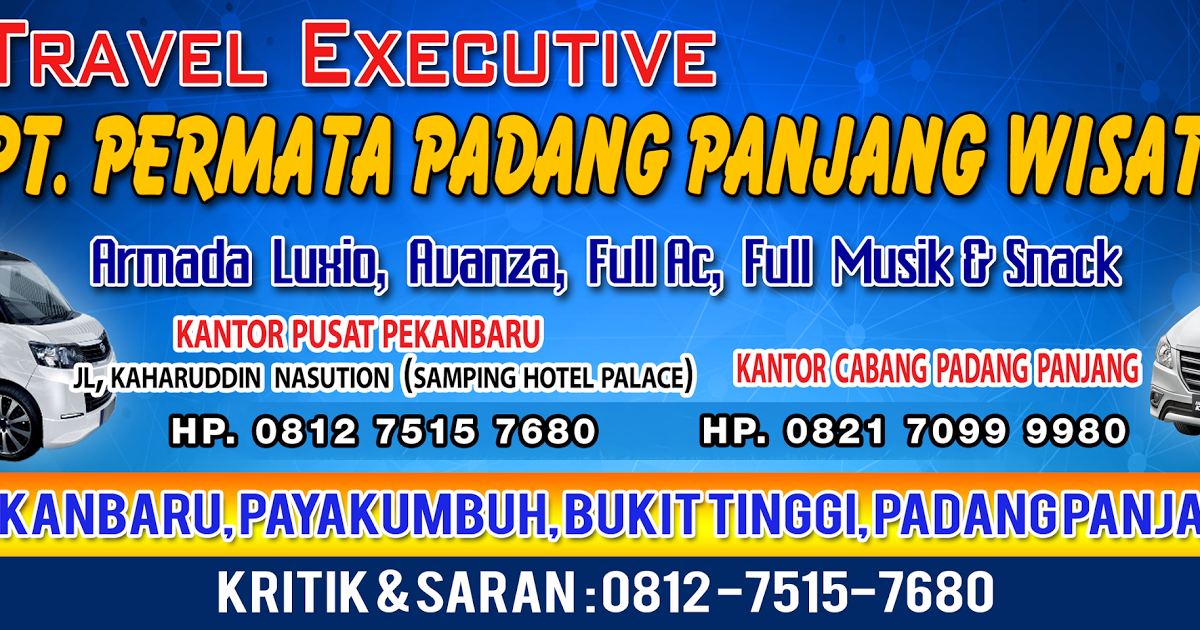 TRAVEL EXECUTIVE
PT. PERMATA PADANG PANJANG WISAT
Armada Luxio, Avanza, Full Ac, Full Musik & Snack
KANTOR PUSAT PEKANBARU
JL, KAHARUDDIN NASUTION (SAMPING HOTEL PALACE)
HP. 0812 7515 7680
KANTOR CABANG PADANG PANJANG
HP. 0821 7099 9980
KANBARU, PAYAKUMBUH, BUKIT TINGGI, PADANG PANJA
KRITIK & SARAN : 0812 -7515-7680